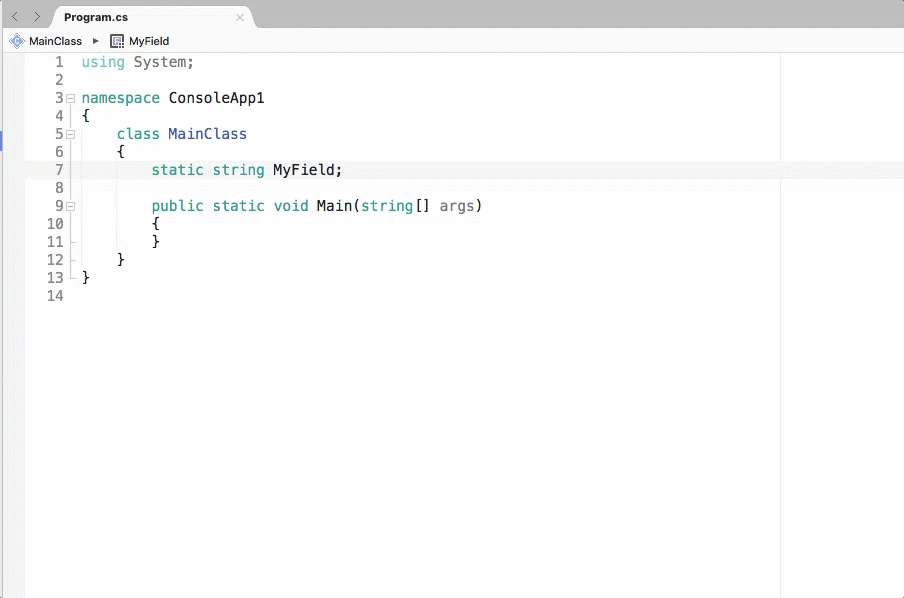 Program.cs
MainClass MyField
1 using System;
2
3 namespace ConsoleApp1
4 {
5 class MainClass
6 {
7 static string MyField;
8
9 public static void Main(string[] args)
10 {
11 }
12 }
13 }
14